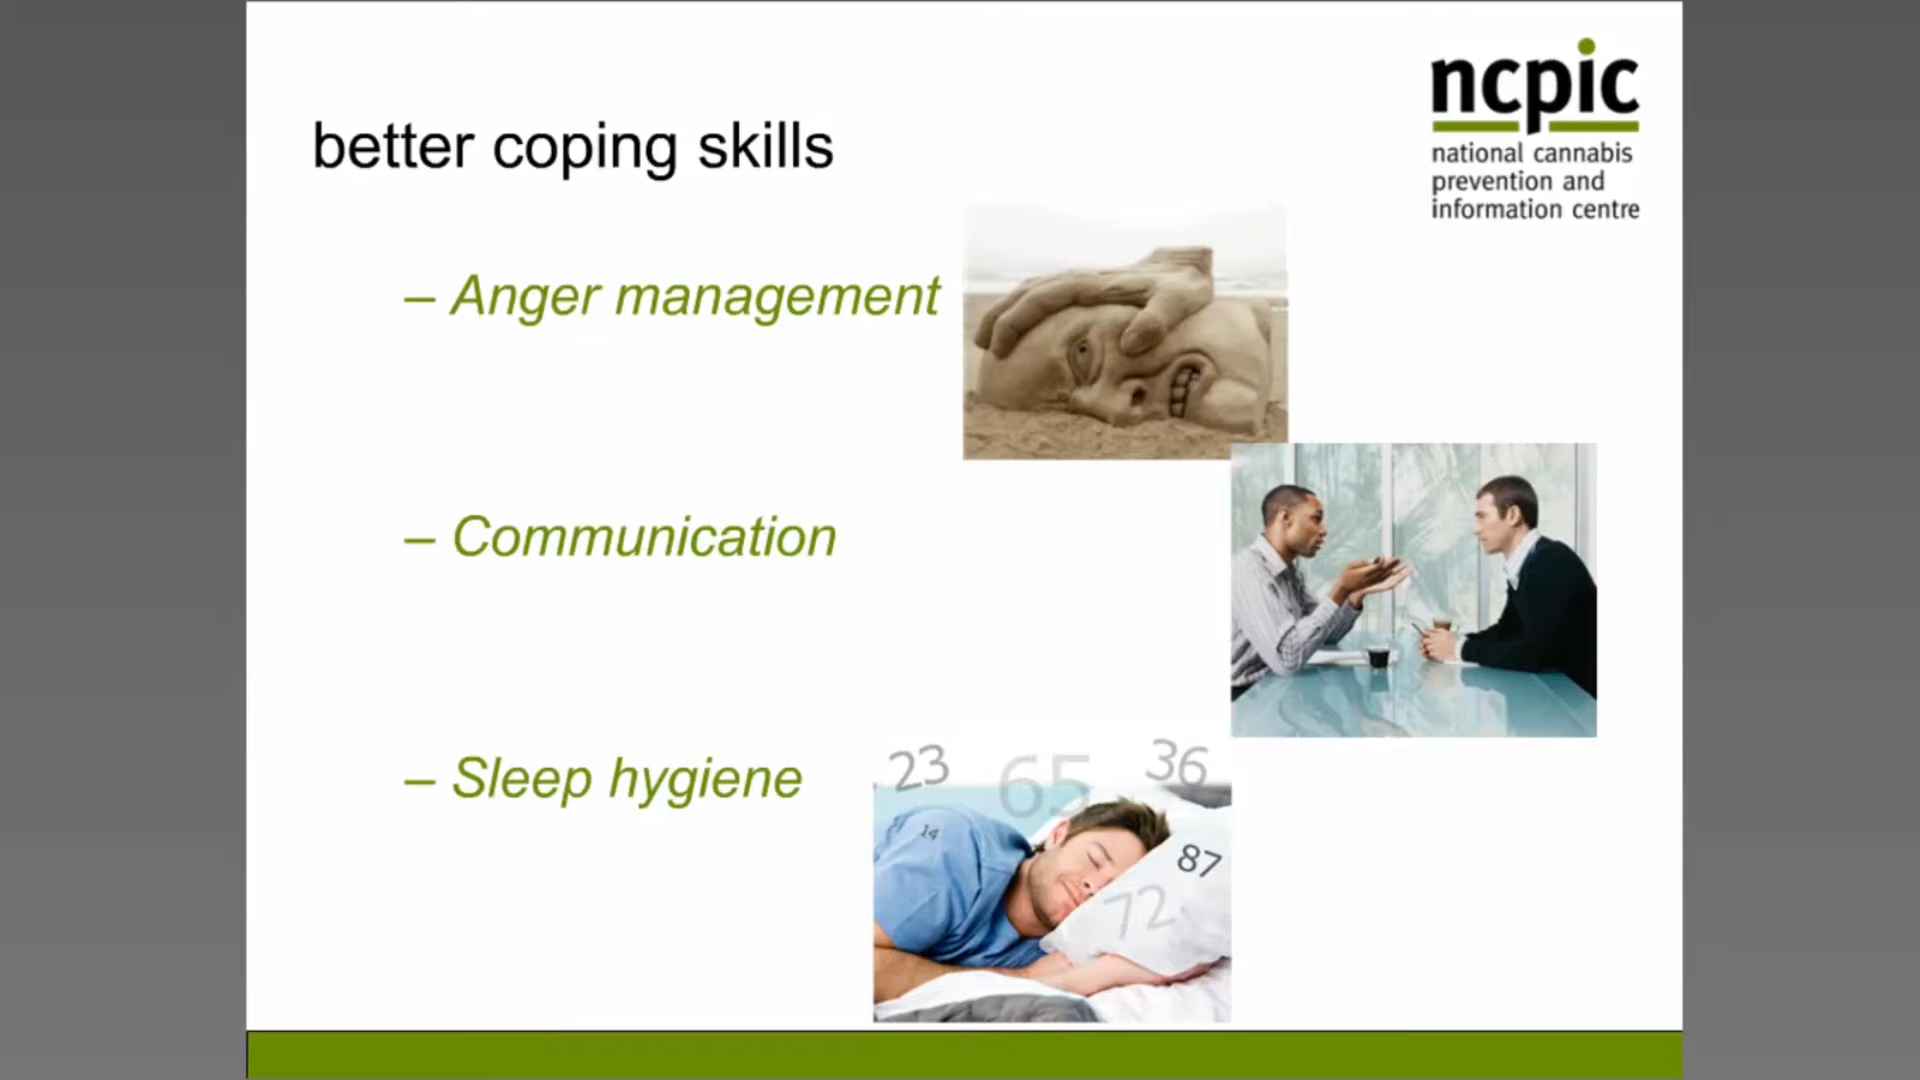 ncpic
national cannabis
prevention and
information centre
better coping skills
– Anger management
– Communication
– Sleep hygiene
23 65 36
14
87
72